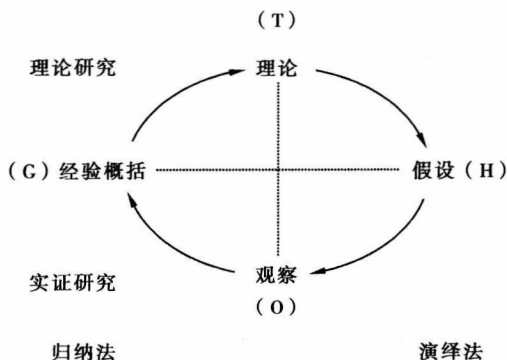 (T)
理论研究 理论
(G)经验概括 假设(H)
观察
实证研究
(O)
归纳法 演绎法